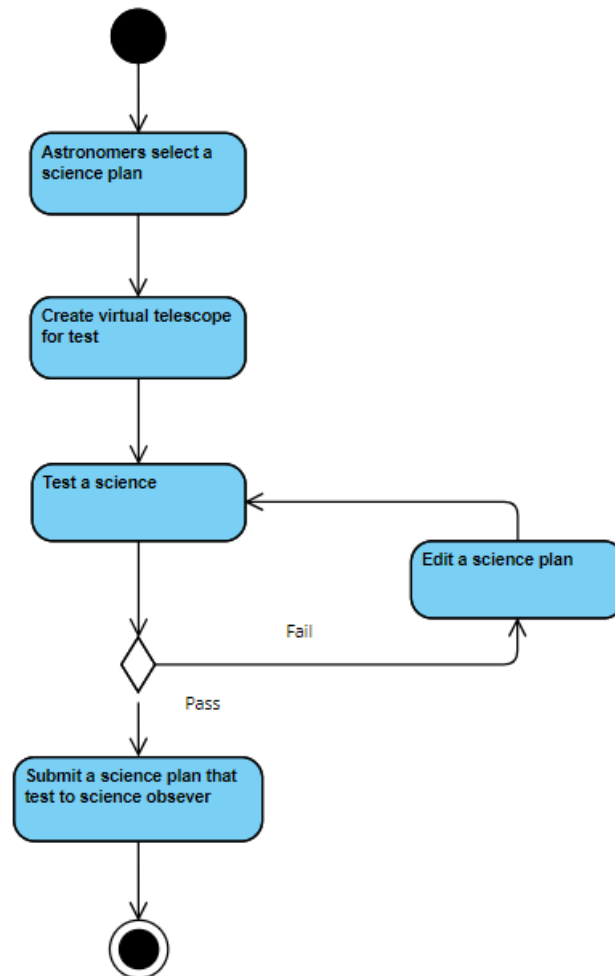 Astronomers select a
science plan
Create virtual telescope
for test
Test a science
Edit a science plan
Fail
Pass
Submit a science plan that
test to science obsever